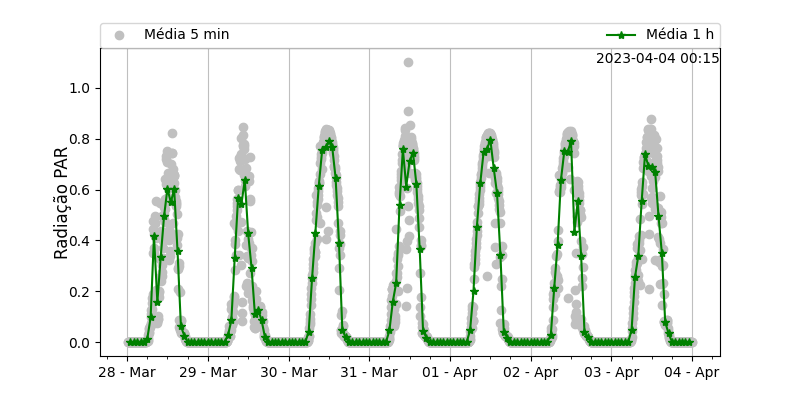 Média 5 min
Média 1 h
2023-04-04 00:15
Radiação PAR
1.0
0.8
0.6
0.4
0.2
0.0
28 - Mar
29 - Mar
30 - Mar
31 - Mar
01 - Apr
02 - Apr
03 - Apr
04 - Apr